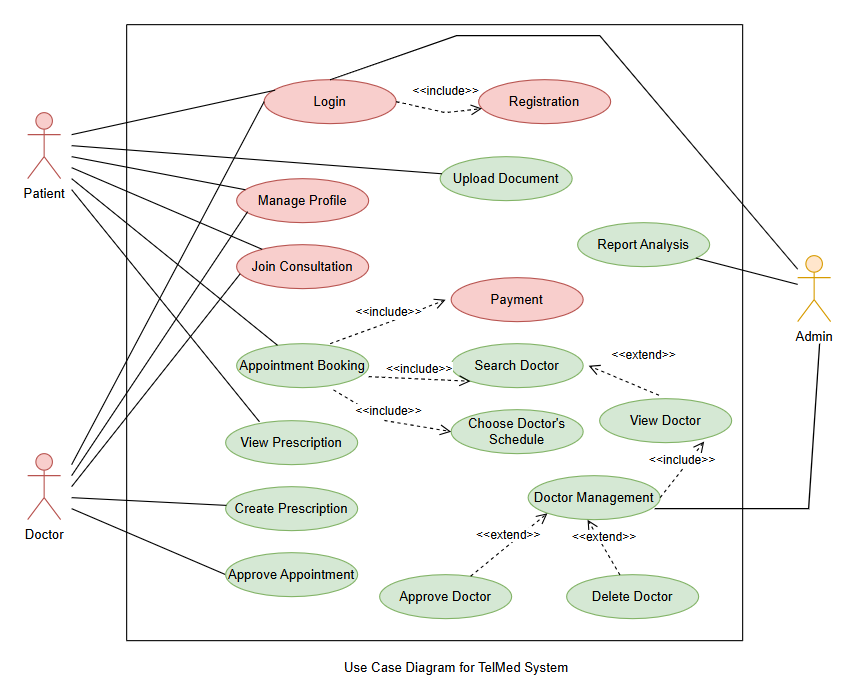 <<include>>
Login
Registration
Upload Document
Patient
Manage Profile
Report Analysis
Join Consultation
Payment
<<include>>
Admin
<<extend>>
Appointment Booking
<<include>>
Search Doctor
<<include>>
Choose Doctor's
Schedule
View Doctor
View Prescription
<<include>>
Doctor Management
Create Prescription
Doctor
<<extend>>
<<extend>>
Approve Appointment
Approve Doctor
Delete Doctor
Use Case Diagram for TelMed System